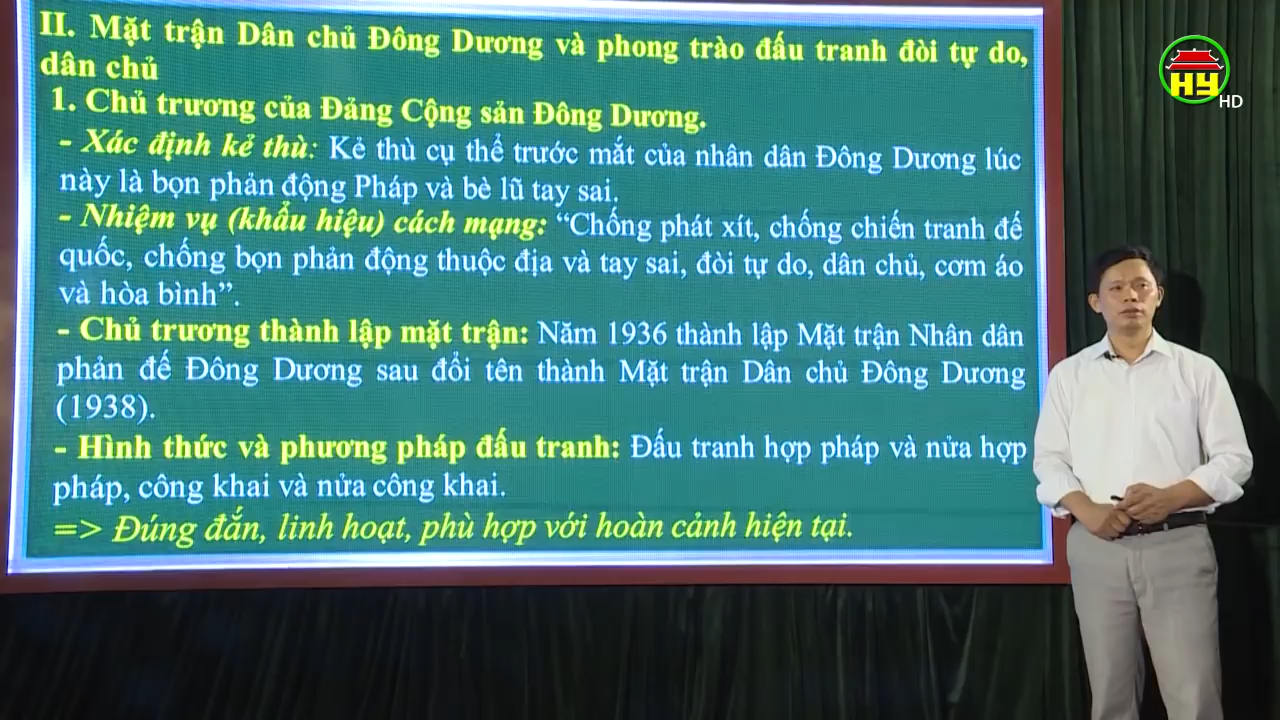 II. Mặt trận Dân chủ Đông Dương và phong trào đấu tranh đòi tự do,
dân chủ
1. Chủ trương của Đảng Cộng sản Đông Dương.
- Xác định kẻ thù: Kẻ thù cụ thể trước mắt của nhân dân Đông Dương lúc
này là bọn phản động Pháp và bè lũ tay sai.
- Nhiệm vụ (khẩu hiệu) cách mạng: “Chống phát xít, chống chiến tranh đế
quốc, chống bọn phản động thuộc địa và tay sai, đòi tự do, dân chủ, cơm áo
và hòa bình”.
- Chủ trương thành lập mặt trận: Năm 1936 thành lập Mặt trận Nhân dân
phản đế Đông Dương sau đổi tên thành Mặt trận Dân chủ Đông Dương
(1938).
- Hình thức và phương pháp đấu tranh: Đấu tranh hợp pháp và nửa hợp
pháp, công khai và nửa công khai.
=> Đúng đắn, linh hoạt, phù hợp với hoàn cảnh hiện tại.
HY HD